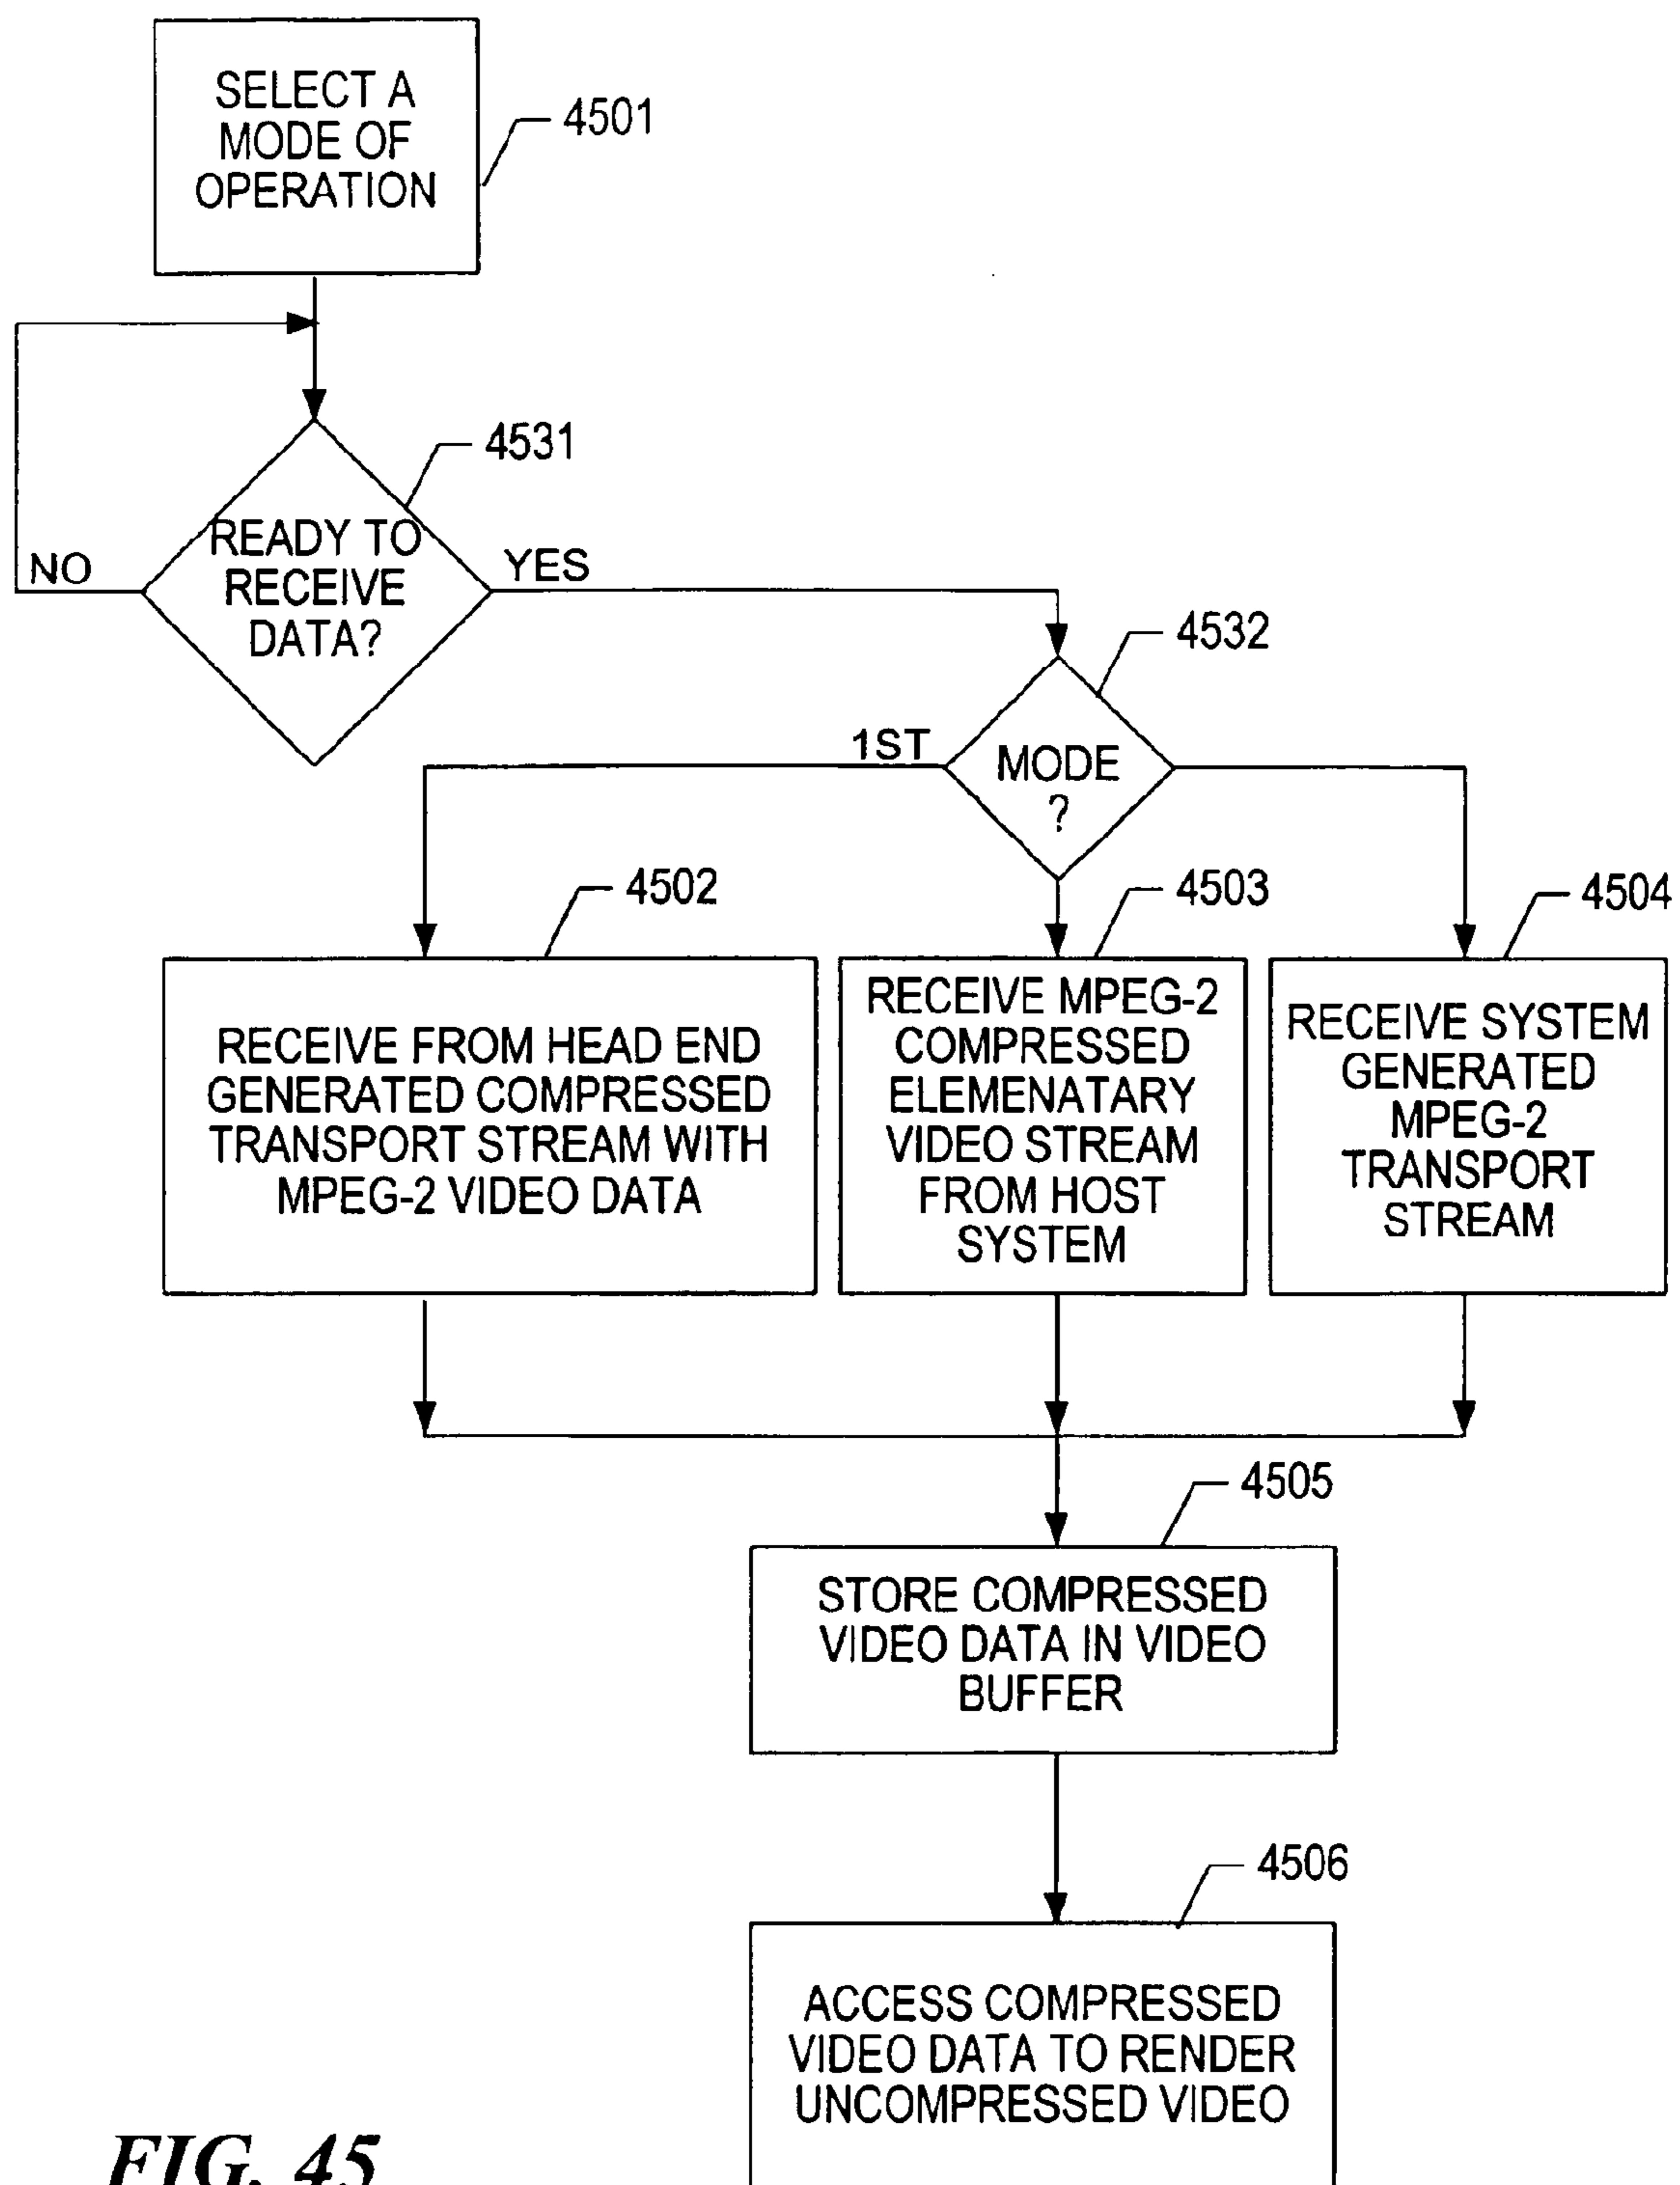 SELECT A
MODE OF
OPERATION
4501
4531
READY TO
RECEIVE
DATA?
NO
YES
4532
1ST
MODE
?
4502
4503
4504
RECEIVE FROM HEAD END
GENERATED COMPRESSED
TRANSPORT STREAM WITH
MPEG-2 VIDEO DATA
RECEIVE MPEG-2
COMPRESSED
ELEMENATARY
VIDEO STREAM
FROM HOST
SYSTEM
RECEIVE SYSTEM
GENERATED
MPEG-2
TRANSPORT
STREAM
4505
STORE COMPRESSED
VIDEO DATA IN VIDEO
BUFFER
4506
ACCESS COMPRESSED
VIDEO DATA TO RENDER
UNCOMPRESSED VIDEO
FIG. 45